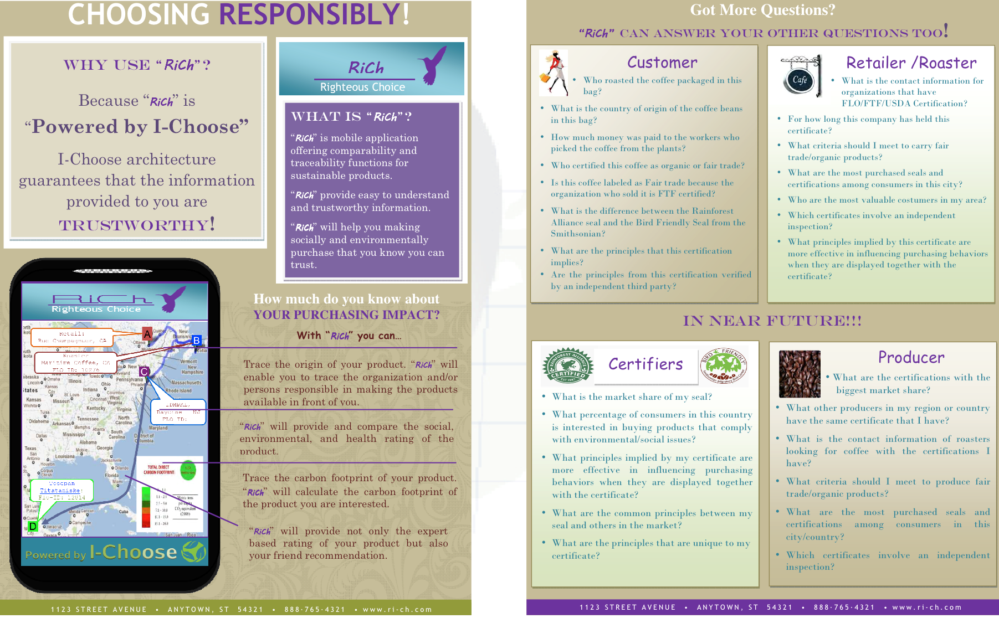 CHOOSING RESPONSIBLY!
WHY USE “RiCh”?
Because “RiCh” is
“Powered by I-Choose”
I-Choose architecture
guarantees that the information
provided to you are
TRUSTWORTHY!
RiCh
Righteous Choice
WHAT IS “RiCh”?
“RiCh” is mobile application
offering comparability and
traceability functions for
sustainable products.
“RiCh” provide easy to understand
and trustworthy information.
“RiCh” will help you making
socially and environmentally
purchase that you know you can
trust.
RiCh
Righteous Choice
Retail:
Rue Champagneur, CA
Roaster
Maritime Coffee, CA
FLO ID: 10276
A
B
C
Bayonne NJ
FLO ID:
Tosepan
Titataniske:
Flo-ID: 12814
D
TOTAL DIRECT
CARBON FOOTPRINT:
Metric tons
per capita
CO2 equivalent
(2008)
Powered by I-Choose
How much do you know about
YOUR PURCHASING IMPACT?
With “RiCh” you can…
Trace the origin of your product. “RiCh” will
enable you to trace the organization and/or
persons responsible in making the products
available in front of you.
“RiCh” will provide and compare the social,
environmental, and health rating of the
product.
Trace the carbon footprint of your product.
“RiCh” will calculate the carbon footprint of
the product you are interested.
“RiCh” will provide not only the expert
based rating of your product but also
your friend recommendation.
1123 STREET AVENUE • ANYTOWN, ST 54321 • 888·765·4321 • www.ri-ch.com
Got More Questions?
“RiCh” CAN ANSWER YOUR OTHER QUESTIONS TOO!
Customer
• Who roasted the coffee packaged in this
bag?
• What is the country of origin of the coffee beans
in this bag?
• How much money was paid to the workers who
picked the coffee from the plants?
• Who certified this coffee as organic or fair trade?
• Is this coffee labeled as Fair trade because the
organization who sold it is FTF certified?
• What is the difference between the Rainforest
Alliance seal and the Bird Friendly Seal from the
Smithsonian?
• What are the principles that this certification
implies?
• Are the principles from this certification verified
by an independent third party?
Café
Retailer /Roaster
• What is the contact information for
organizations that have
FLO/FTF/USDA Certification?
• For how long this company has held this
certificate?
• What criteria should I meet to carry fair
trade/organic products?
• What are the most purchased seals and
certifications among consumers in this city?
• Who are the most valuable costumers in my area?
• Which certificates involve an independent
inspection?
• What principles implied by this certificate are
more effective in influencing purchasing behaviors
when they are displayed together with the
certificate?
IN NEAR FUTURE!!!
RAINFOREST ALLIANCE
CERTIFIED
EST 1987
Certifiers
BIRD FRIENDLY
• What is the market share of my seal?
• What percentage of consumers in this country
is interested in buying products that comply
with environmental/social issues?
• What principles implied by my certificate are
more effective in influencing purchasing
behaviors when they are displayed together
with the certificate?
• What are the common principles between my
seal and others in the market?
• What are the principles that are unique to my
certificate?
Producer
• What are the certifications with the
biggest market share?
• What other producers in my region or country
have the same certificate that I have?
• What is the contact information of roasters
looking for coffee with the certifications I
have?
• What criteria should I meet to produce fair
trade/organic products?
• What are the most purchased seals and
certifications among consumers in this
city/country?
• Which certificates involve an independent
inspection?
1123 STREET AVENUE • ANYTOWN, ST 54321 • 888·765·4321 • www.ri-ch.com